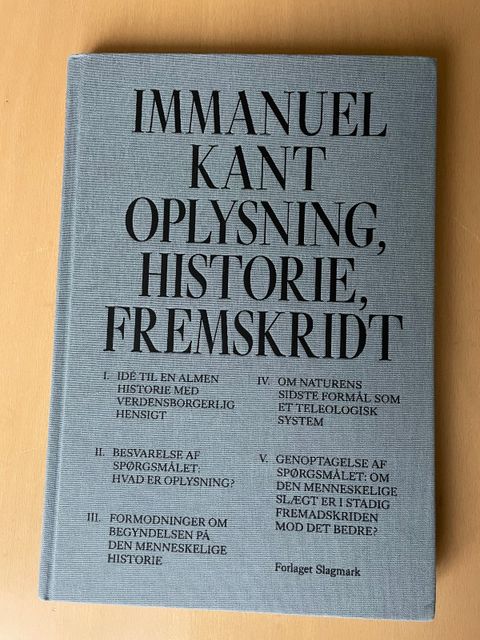 IMMANUEL
KANT
OPLYSNING,
HISTORIE,
FREMSKRIDT
I. IDÉ TIL EN ALMEN
HISTORIE MED
VERDENSBORGERLIG
HENSIGT
II. BESVARELSE AF
SPØRGSMÅLET:
HVAD ER OPLYSNING?
III. FORMODNINGER OM
BEGYNDELSEN PÅ
DEN MENNESKELIGE
HISTORIE
IV. OM NATURENS
SIDSTE FORMÅL SOM
ET TELEOLOGISK
SYSTEM
V. GENOPTAGELSE AF
SPØRGSMÅLET: OM
DEN MENNESKELIGE
SLÆGT ER I STADIG
FREMADSKRIDEN
MOD DET BEDRE?
Forlaget Slagmark